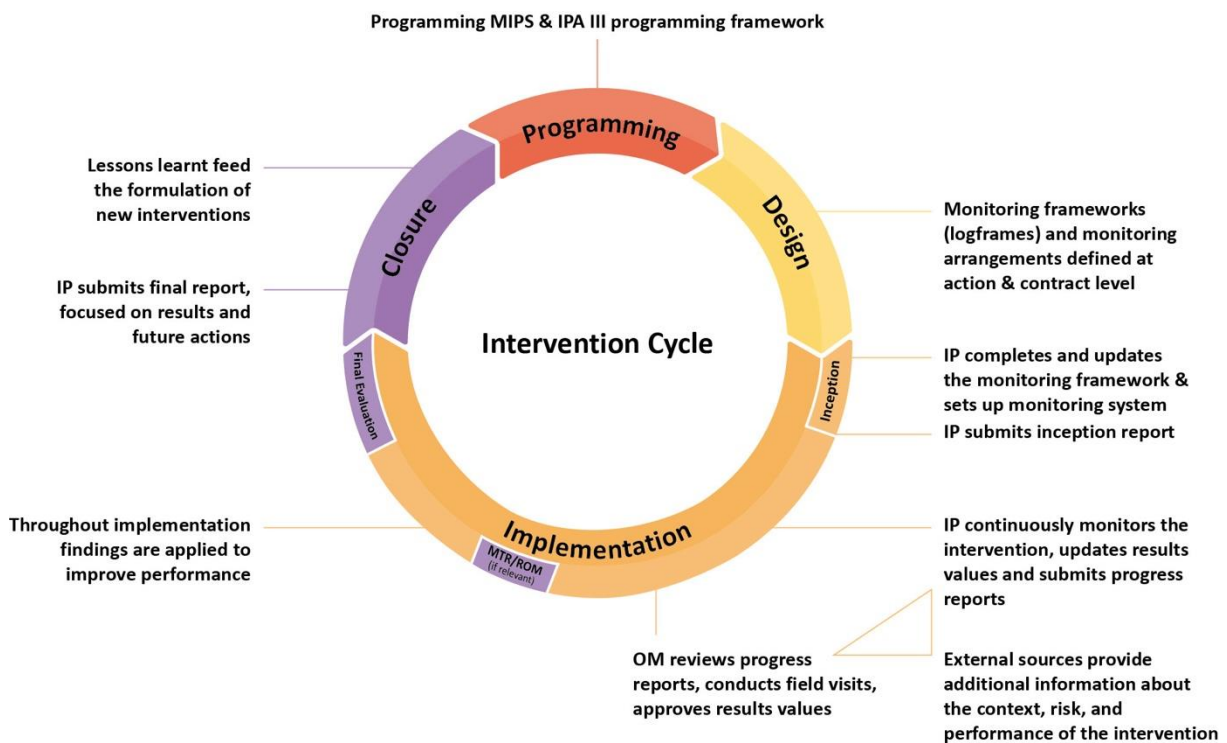 Programming MIPS & IPA III programming framework
Programming
Design
Closure
Lessons learnt feed
the formulation of
new interventions
Monitoring frameworks
(logframes) and monitoring
arrangements defined at
action & contract level
IP submits final report,
focused on results and
future actions
Intervention Cycle
Final Evaluation
Inception
IP completes and updates
the monitoring framework &
sets up monitoring system
IP submits inception report
Throughout implementation
findings are applied to
improve performance
Implementation
MTR/ROM
(if relevant)
IP continuously monitors the
intervention, updates results
values and submits progress
reports
OM reviews progress
reports, conducts field visits,
approves results values
External sources provide
additional information about
the context, risk, and
performance of the intervention